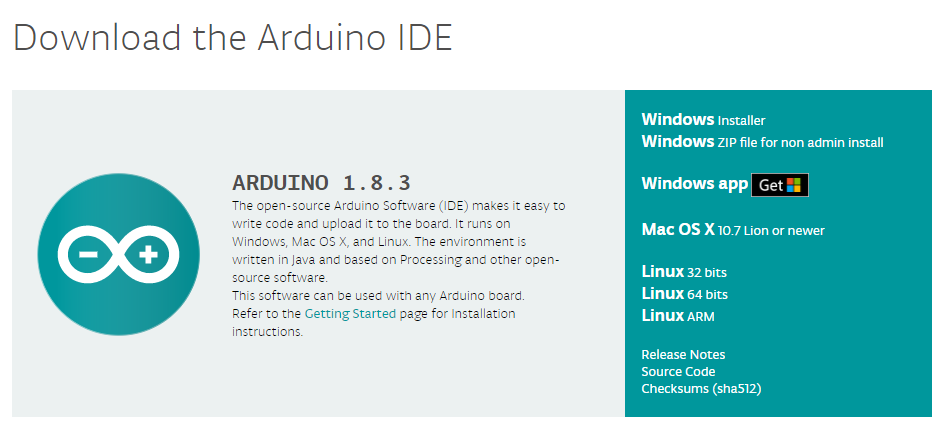 Download the Arduino IDE
ARDUINO 1.8.3
The open-source Arduino Software (IDE) makes it easy to
write code and upload it to the board. It runs on
Windows, Mac OS X, and Linux. The environment is
written in Java and based on Processing and other open-
source software.
This software can be used with any Arduino board.
Refer to the Getting Started page for Installation
instructions.
Windows Installer
Windows ZIP file for non admin install
Windows app Get
Mac OS X 10.7 Lion or newer
Linux 32 bits
Linux 64 bits
Linux ARM
Release Notes
Source Code
Checksums (sha512)